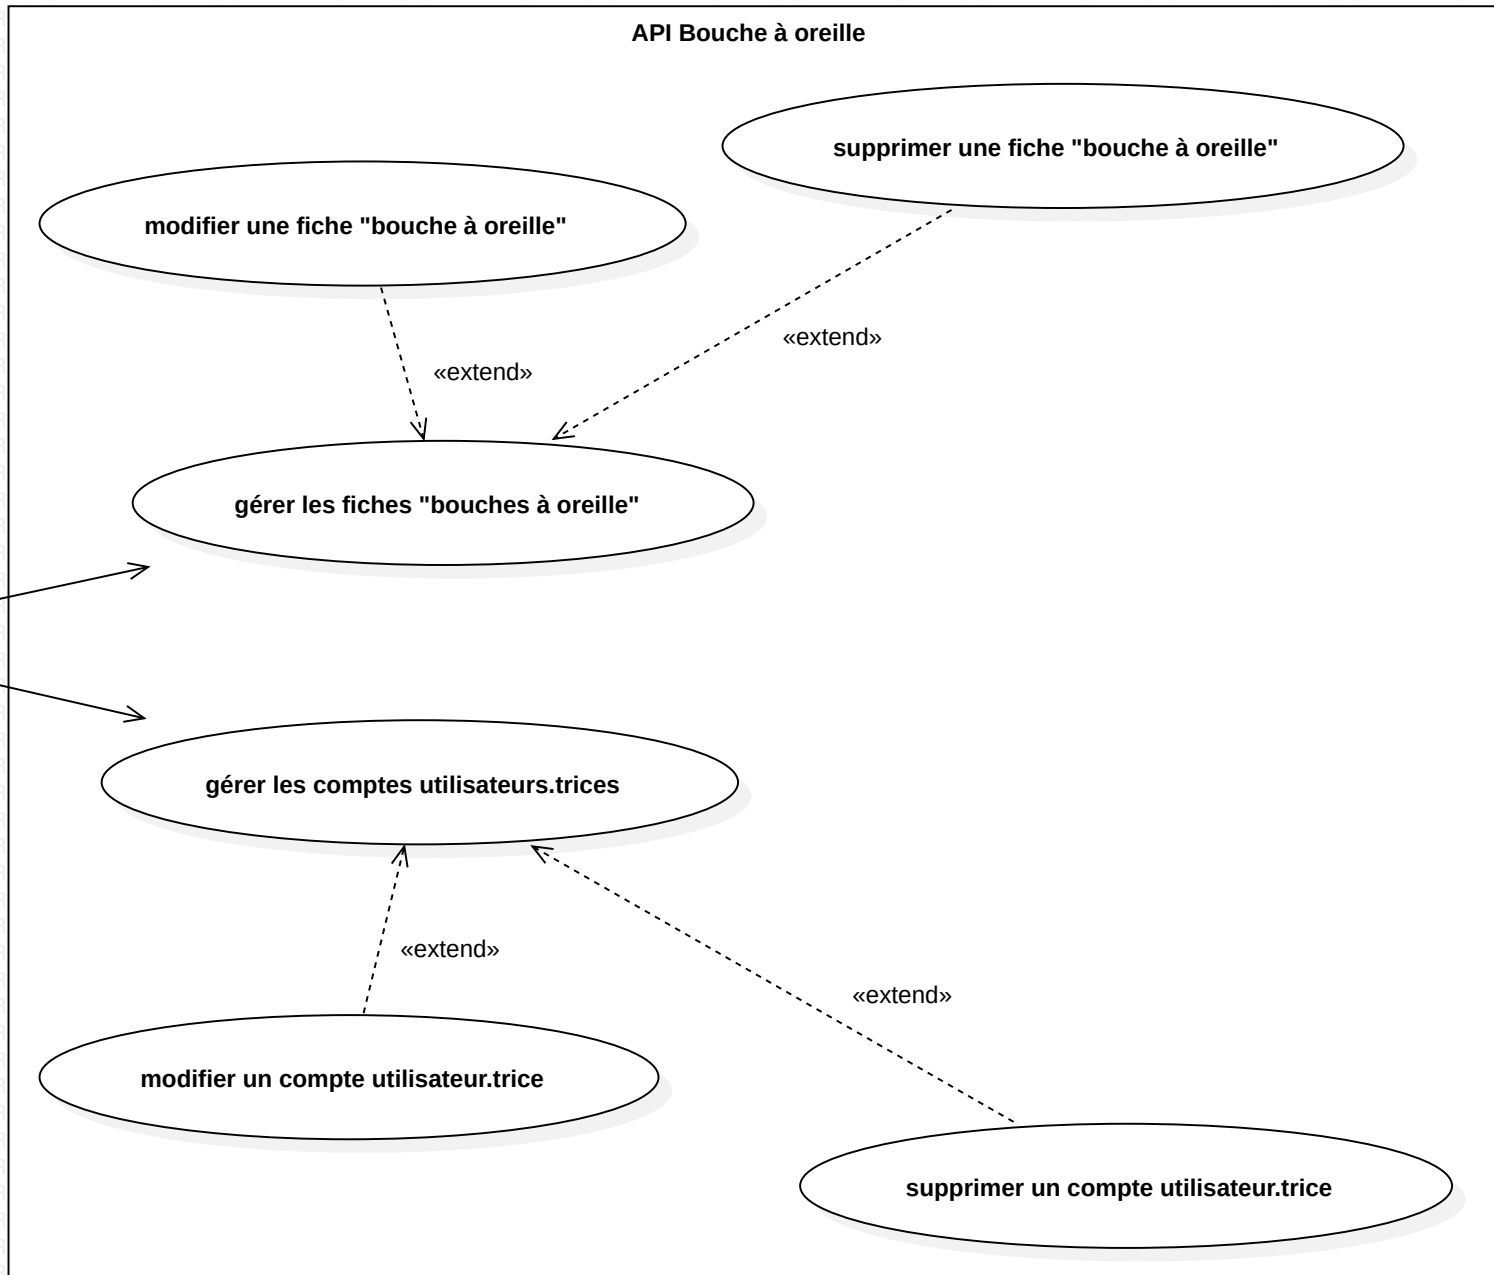 API Bouche à oreille
supprimer une fiche "bouche à oreille"
modifier une fiche "bouche à oreille"
«extend»
«extend»
gérer les fiches "bouches à oreille"
gérer les comptes utilisateurs.trices
«extend»
«extend»
modifier un compte utilisateur.trice
supprimer un compte utilisateur.trice